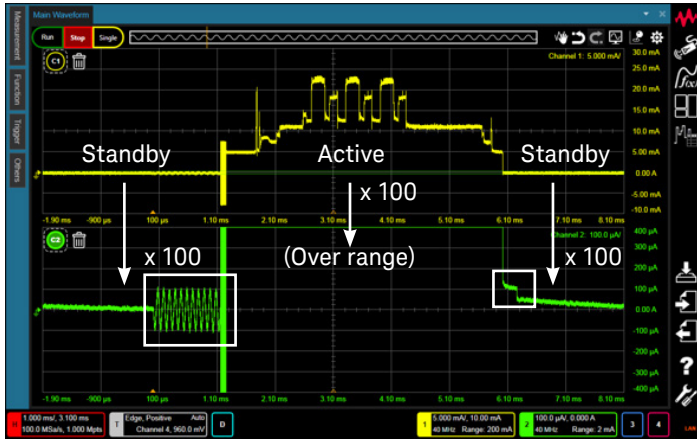 Main Waveform
Measurement
Function
Trigger
Others
Run
Stop
Single
C1
Channel 1: 5.000 mA/
30.0 mA
25.0 mA
20.0 mA
15.0 mA
10.0 mA
5.00 mA
0.00 A
-5.00 mA
-10.0 mA
Standby
Active
Standby
x 100
-1.90 ms -900 µs 100 µs 1.10 ms 2.10 ms 3.10 ms 4.10 ms 5.10 ms 6.10 ms 7.10 ms 8.10 ms
C2
Channel 2: 100.0 µA/
x 100
(Over range)
x 100
400 µA
300 µA
200 µA
100 µA
0.00 A
-100 µA
-200 µA
-300 µA
-400 µA
-1.90 ms -900 µs 100 µs 1.10 ms 2.10 ms 3.10 ms 4.10 ms 5.10 ms 6.10 ms 7.10 ms 8.10 ms
f(x)
?
H
1.000 ms/, 3.100 ms
100.0 MSa/s, 1.000 Mpts
T
Edge, Positive Auto
Channel 4, 960.0 mV
D
1
5.000 mA/, 10.00 mA
40 MHz Range: 200 mA
2
100.0 µA/, 0.000 A
40 MHz Range: 2 mA
3
4
LAN